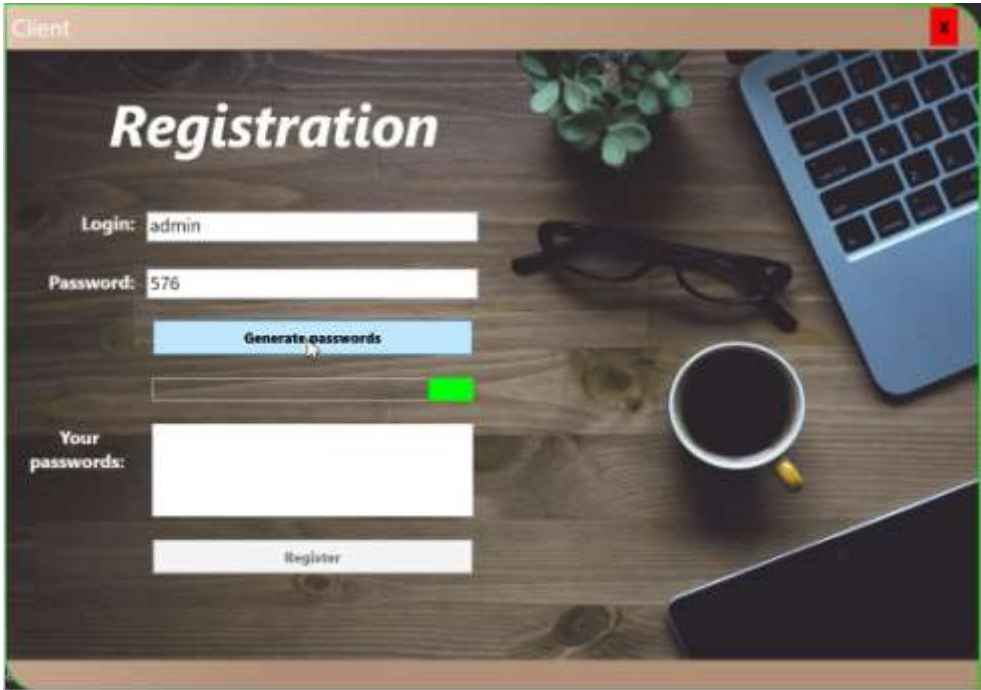 Client
x
Registration
Login: admin
Password: 576
Generate passwords
Your
passwords:
Register